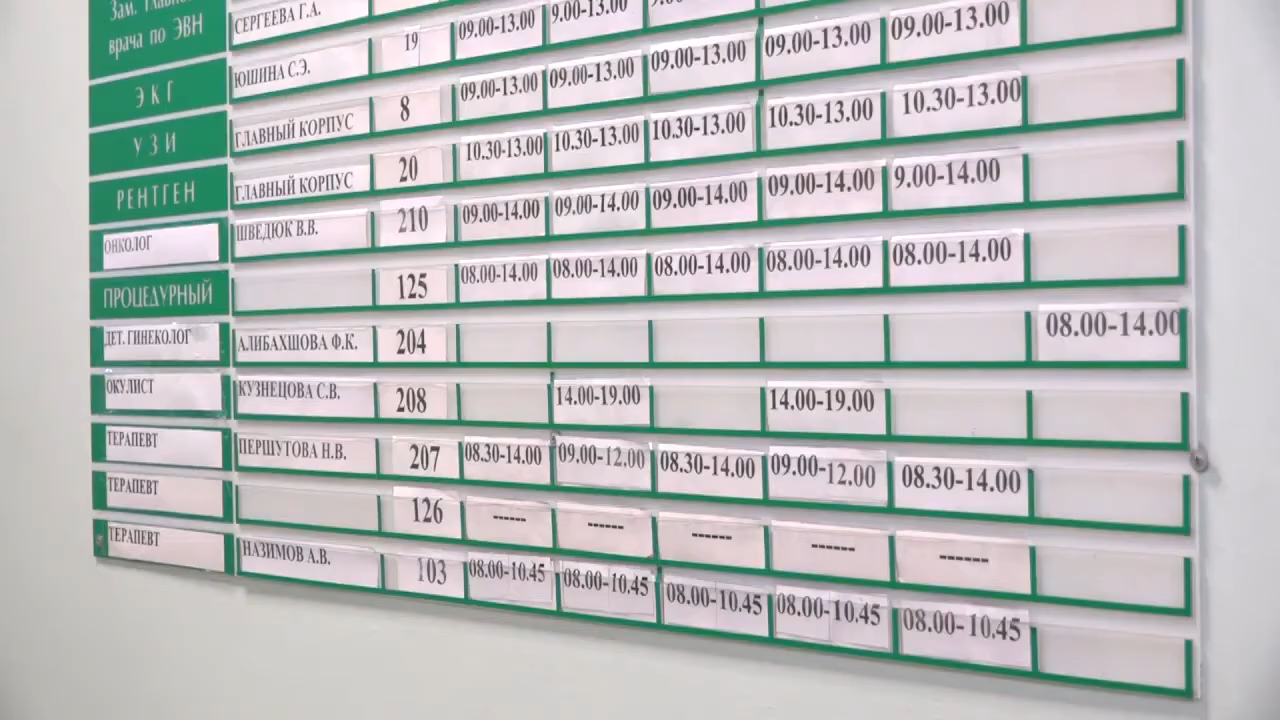 Зам.
врача по ЭВН СЕРГЕЕВА Г.А.
ЭКГ ЮШИНА С.Э. 19 09.00-13.00 9.00-13.00
УЗИ ГЛАВНЫЙ КОРПУС 8 09.00-13.00 09.00-13.00 09.00-13.00 09.00-13.00 09.00-13.00
РЕНТГЕН ГЛАВНЫЙ КОРПУС 20 10.30-13.00 10.30-13.00 10.30-13.00 10.30-13.00 10.30-13.00
ОНКОЛОГ ШВЕДЮК В.В. 210 09.00-14.00 09.00-14.00 09.00-14.00 09.00-14.00 9.00-14.00
ПРОЦЕДУРНЫЙ 125 08.00-14.00 08.00-14.00 08.00-14.00 08.00-14.00 08.00-14.00
ДЕТ. ГИНЕКОЛОГ АЛИБАХШОВА Ф.К. 204 08.00-14.00
ОКУЛИСТ КУЗНЕЦОВА С.В. 208 14.00-19.00 14.00-19.00
ТЕРАПЕВТ ПЕРШУТОВА Н.В. 207 08.30-14.00 09.00-12.00 08.30-14.00 09.00-12.00 08.30-14.00
ТЕРАПЕВТ 126 ------ ------ ------ ------ ------
ТЕРАПЕВТ НАЗИМОВ А.В. 103 08.00-10.45 08.00-10.45 08.00-10.45 08.00-10.45 08.00-10.45